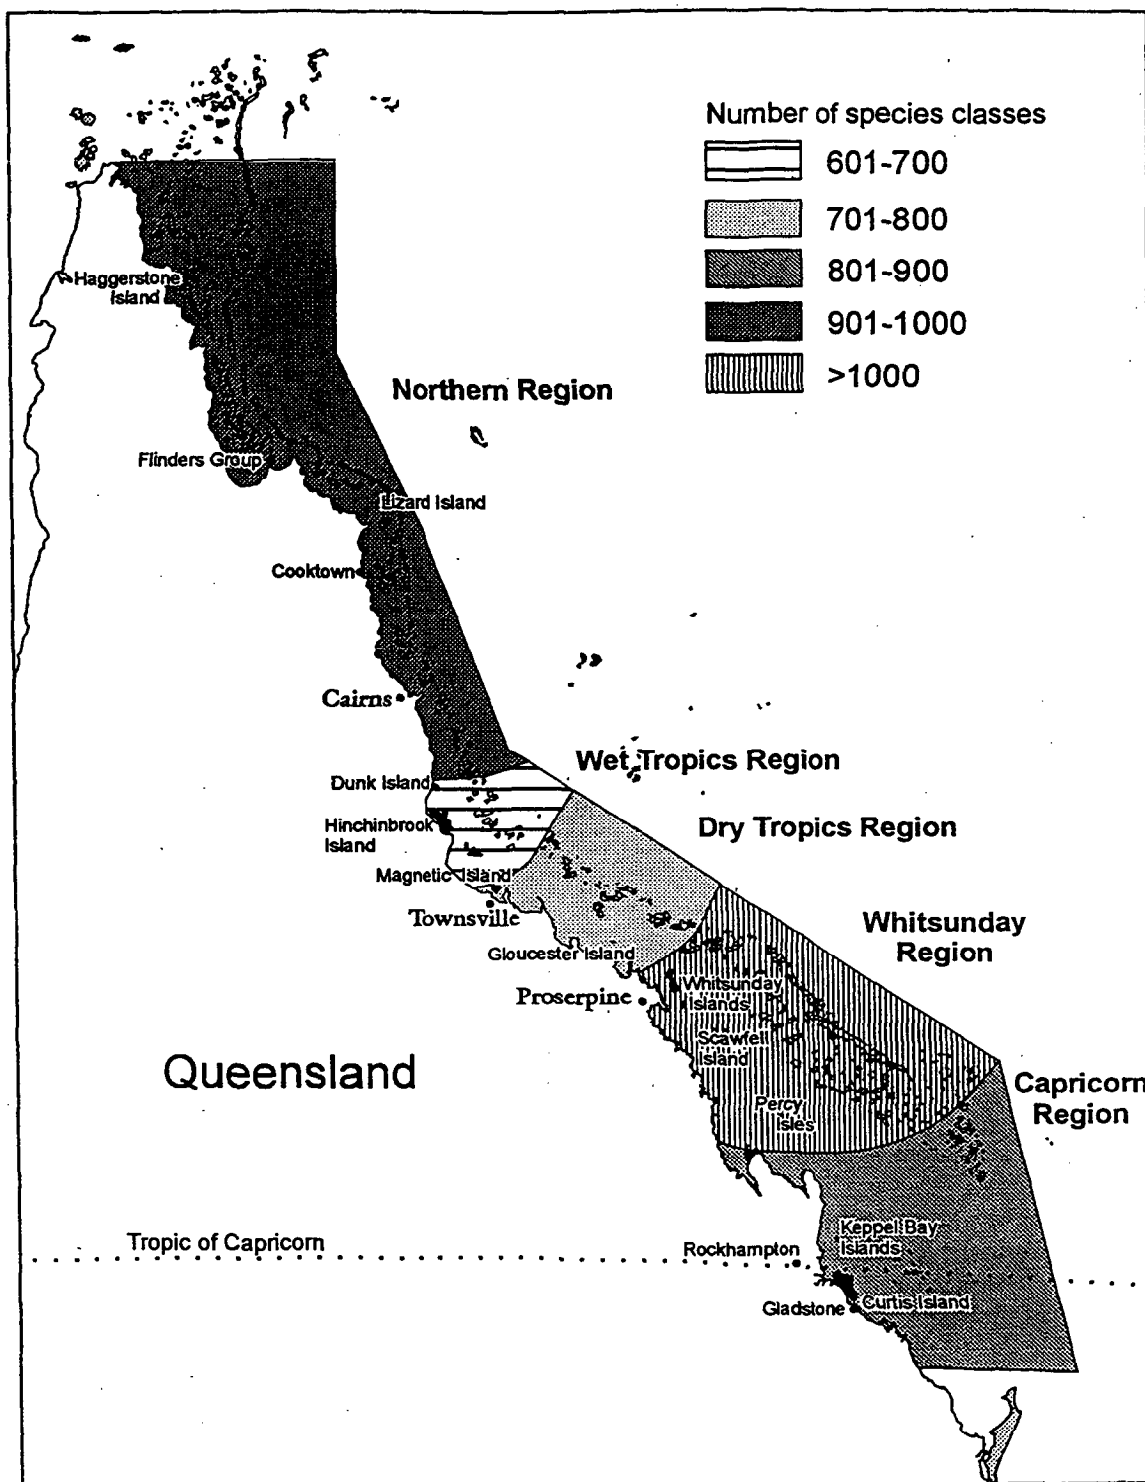 Number of species classes
601-700
701-800
801-900
901-1000
>1000
Haggerstone
Island
Northern Region
Flinders Group
Lizard Island
Cooktown
Cairns
Wet Tropics Region
Dunk Island
Hinchinbrook
Island
Dry Tropics Region
Magnetic Island
Townsville
Whitsunday
Region
Gloucester Island
Whitsunday
Islands
Proserpine
Scawfell
Island
Queensland
Capricorn
Region
Percy
Isles
Keppel Bay
Islands
Tropic of Capricorn
Rockhampton
Curtis Island
Gladstone